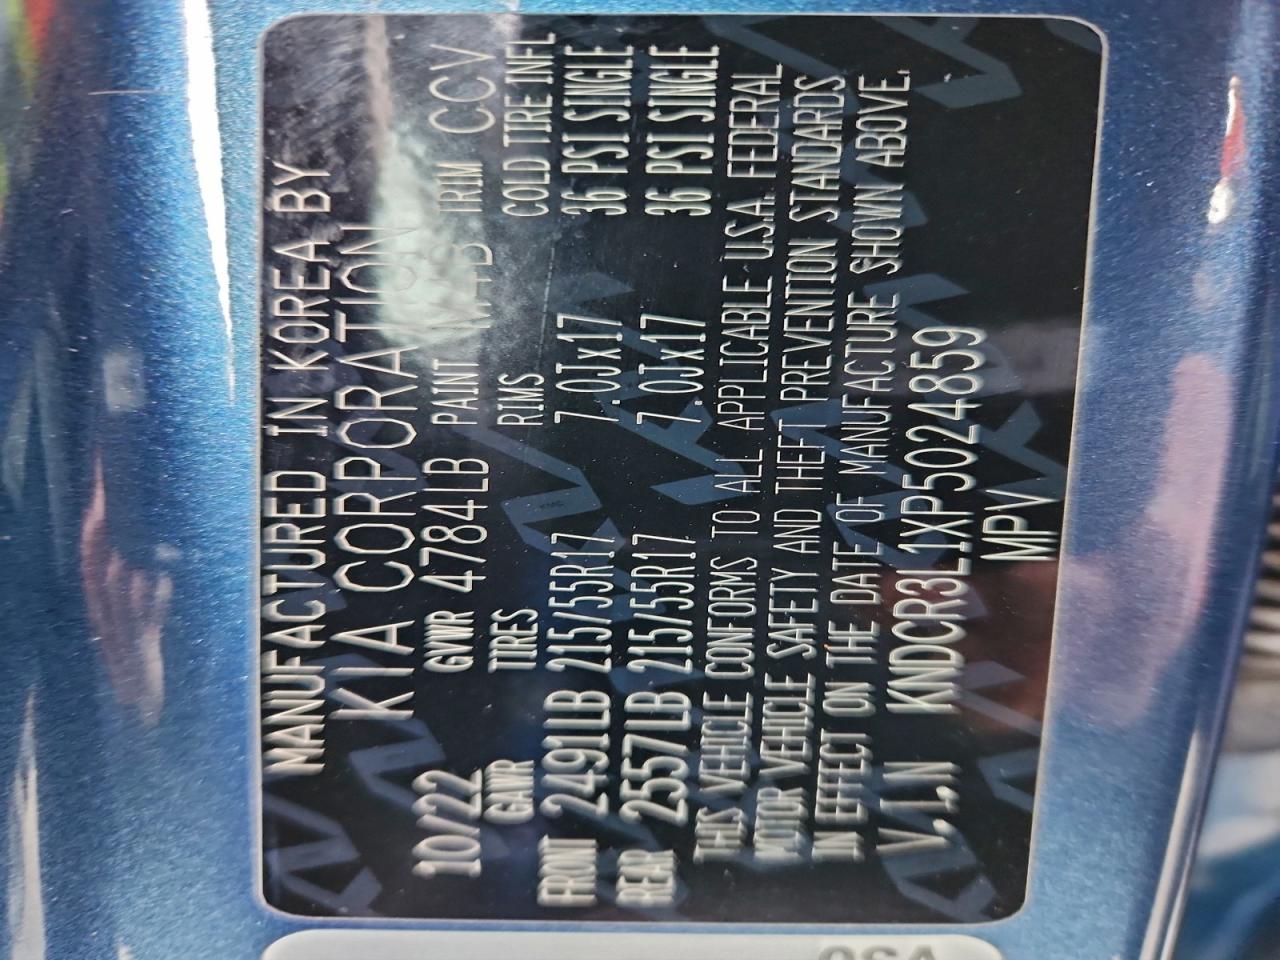 MANUFACTURED IN KOREA BY
KIA CORPORATION
10/22 GVWR 4784LB PAINT M4B TRIM CCV
GAWR TIRES RIMS COLD TIRE INFL
FRONT 2491LB 215/55R17 7.0Jx17 36 PSI SINGLE
REAR 2557LB 215/55R17 7.0Jx17 36 PSI SINGLE
THIS VEHICLE CONFORMS TO ALL APPLICABLE U.S.A. FEDERAL
MOTOR VEHICLE SAFETY AND THEFT PREVENTION STANDARDS
IN EFFECT ON THE DATE OF MANUFACTURE SHOWN ABOVE.
V.I.N KNDCR3L1XP5024859
MPV